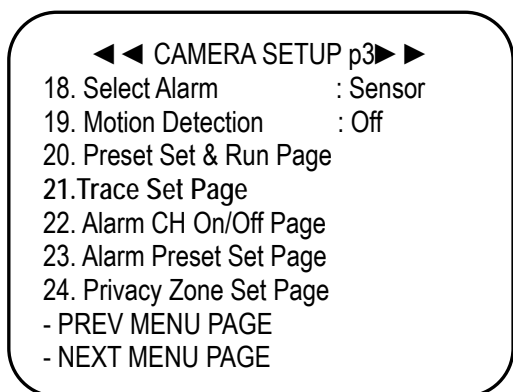 ◄◄ CAMERA SETUP p3►►
18. Select Alarm : Sensor
19. Motion Detection : Off
20. Preset Set & Run Page
21.Trace Set Page
22. Alarm CH On/Off Page
23. Alarm Preset Set Page
24. Privacy Zone Set Page
- PREV MENU PAGE
- NEXT MENU PAGE